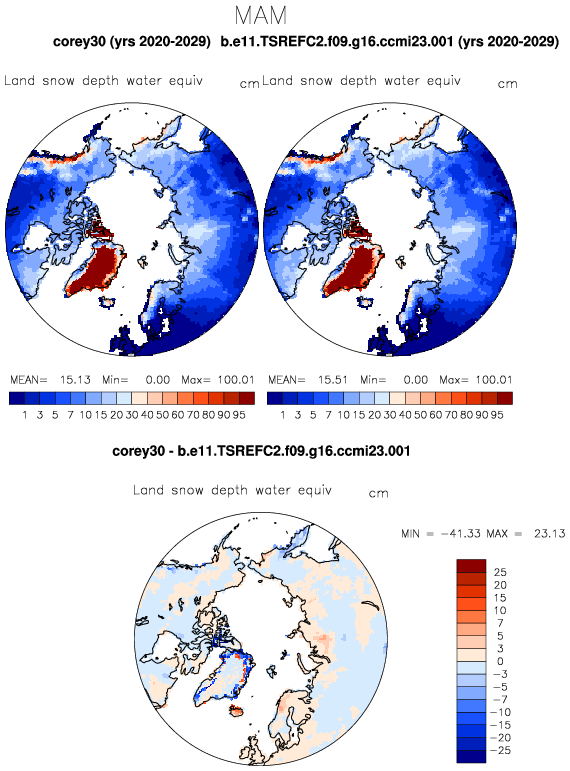 MAM
corey30 (yrs 2020-2029) b.e11.TSREFC2.f09.g16.ccmi23.001 (yrs 2020-2029)
Land snow depth water equiv cm Land snow depth water equiv cm
MEAN= 15.13 Min= 0.00 Max= 100.01 MEAN= 15.51 Min= 0.00 Max= 100.01
1 3 5 7 10 15 20 30 40 50 60 70 80 90 95 1 3 5 7 10 15 20 30 40 50 60 70 80 90 95
corey30 - b.e11.TSREFC2.f09.g16.ccmi23.001
Land snow depth water equiv cm
MIN = -41.33 MAX = 23.13
25
20
15
10
7
5
3
0
-3
-5
-7
-10
-15
-20
-25